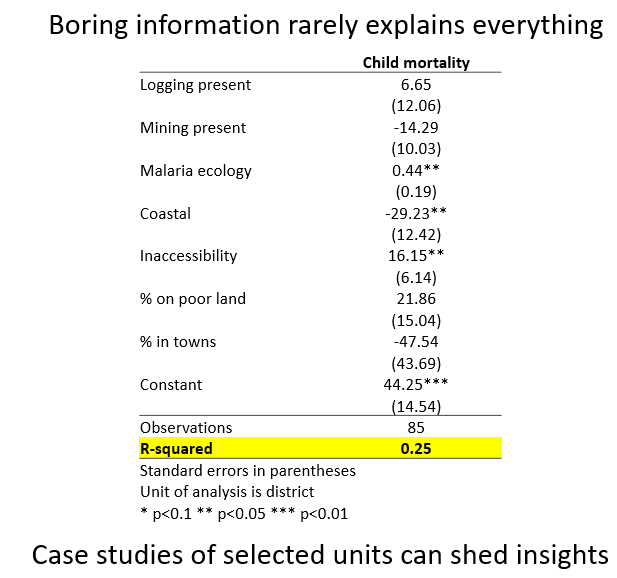 Boring information rarely explains everything
Child mortality
Logging present 6.65
(12.06)
Mining present -14.29
(10.03)
Malaria ecology 0.44**
(0.19)
Coastal -29.23**
(12.42)
Inaccessibility 16.15**
(6.14)
% on poor land 21.86
(15.04)
% in towns -47.54
(43.69)
Constant 44.25***
(14.54)
Observations 85
R-squared 0.25
Standard errors in parentheses
Unit of analysis is district
* p<0.1 ** p<0.05 *** p<0.01
Case studies of selected units can shed insights